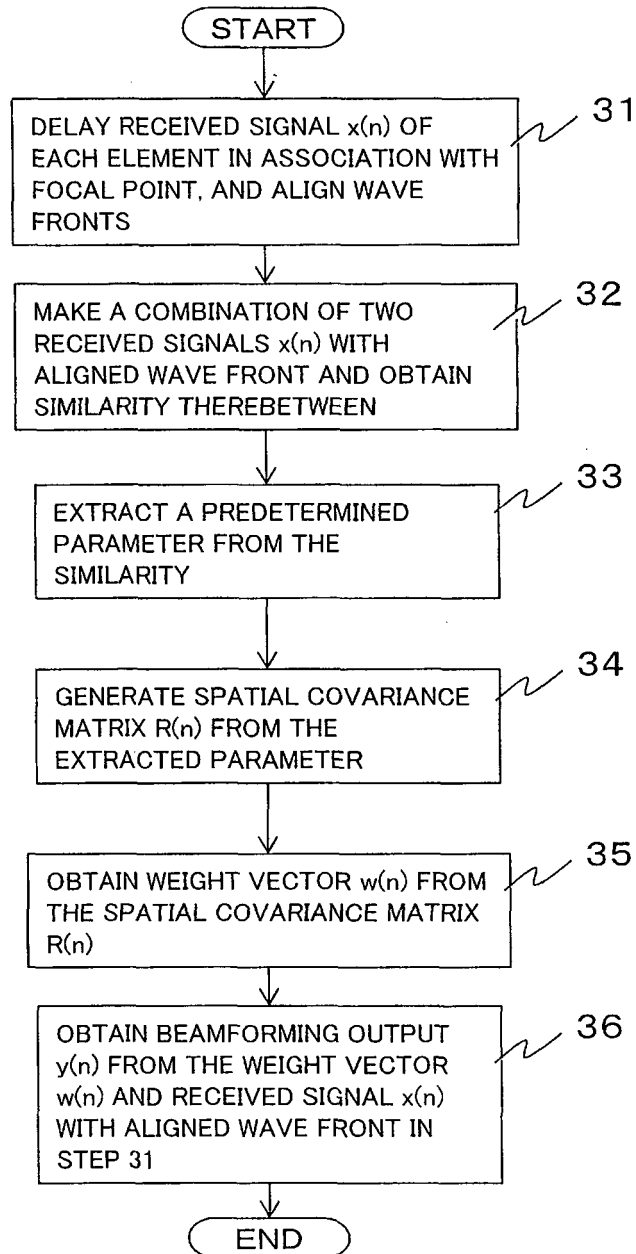 START
31
DELAY RECEIVED SIGNAL x(n) OF
EACH ELEMENT IN ASSOCIATION WITH
FOCAL POINT, AND ALIGN WAVE
FRONTS
32
MAKE A COMBINATION OF TWO
RECEIVED SIGNALS x(n) WITH
ALIGNED WAVE FRONT AND OBTAIN
SIMILARITY THEREBETWEEN
33
EXTRACT A PREDETERMINED
PARAMETER FROM THE
SIMILARITY
34
GENERATE SPATIAL COVARIANCE
MATRIX R(n) FROM THE
EXTRACTED PARAMETER
35
OBTAIN WEIGHT VECTOR w(n) FROM
THE SPATIAL COVARIANCE MATRIX
R(n)
36
OBTAIN BEAMFORMING OUTPUT
y(n) FROM THE WEIGHT VECTOR
w(n) AND RECEIVED SIGNAL x(n)
WITH ALIGNED WAVE FRONT IN
STEP 31
END